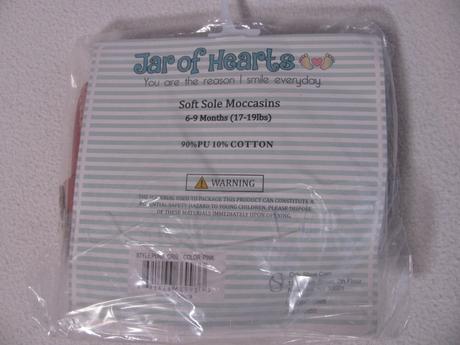 Jar of Hearts
You are the reason I smile everyday
Soft Sole Moccasins
6-9 Months (17-19lbs)
90%PU 10% COTTON
WARNING
THE MATERIAL USED TO PACKAGE THIS PRODUCT CAN CONSTITUTE A
POTENTIAL SAFETY HAZARD TO YOUNG CHILDREN. PLEASE DISPOSE
OF THESE MATERIALS IMMEDIATELY UPON OPENING.
COLOR:PINK
Floor